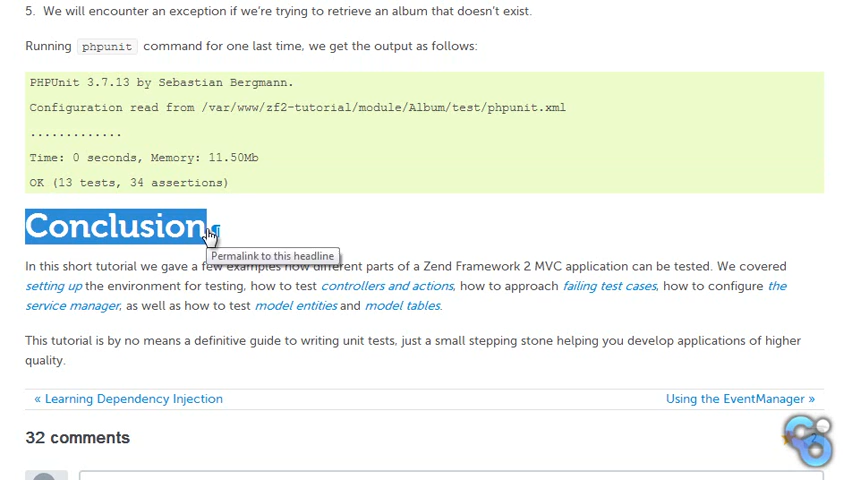 5. We will encounter an exception if we're trying to retrieve an album that doesn't exist.
Running phpunit command for one last time, we get the output as follows:
PHPUnit 3.7.13 by Sebastian Bergmann.
Configuration read from /var/www/zf2-tutorial/module/Album/test/phpunit.xml
.............
Time: 0 seconds, Memory: 11.50Mb
OK (13 tests, 34 assertions)
Conclusion¶
Permalink to this headline
In this short tutorial we gave a few examples how different parts of a Zend Framework 2 MVC application can be tested. We covered
setting up the environment for testing, how to test controllers and actions, how to approach failing test cases, how to configure the
service manager, as well as how to test model entities and model tables.
This tutorial is by no means a definitive guide to writing unit tests, just a small stepping stone helping you develop applications of higher
quality.
« Learning Dependency Injection
Using the EventManager »
32 comments